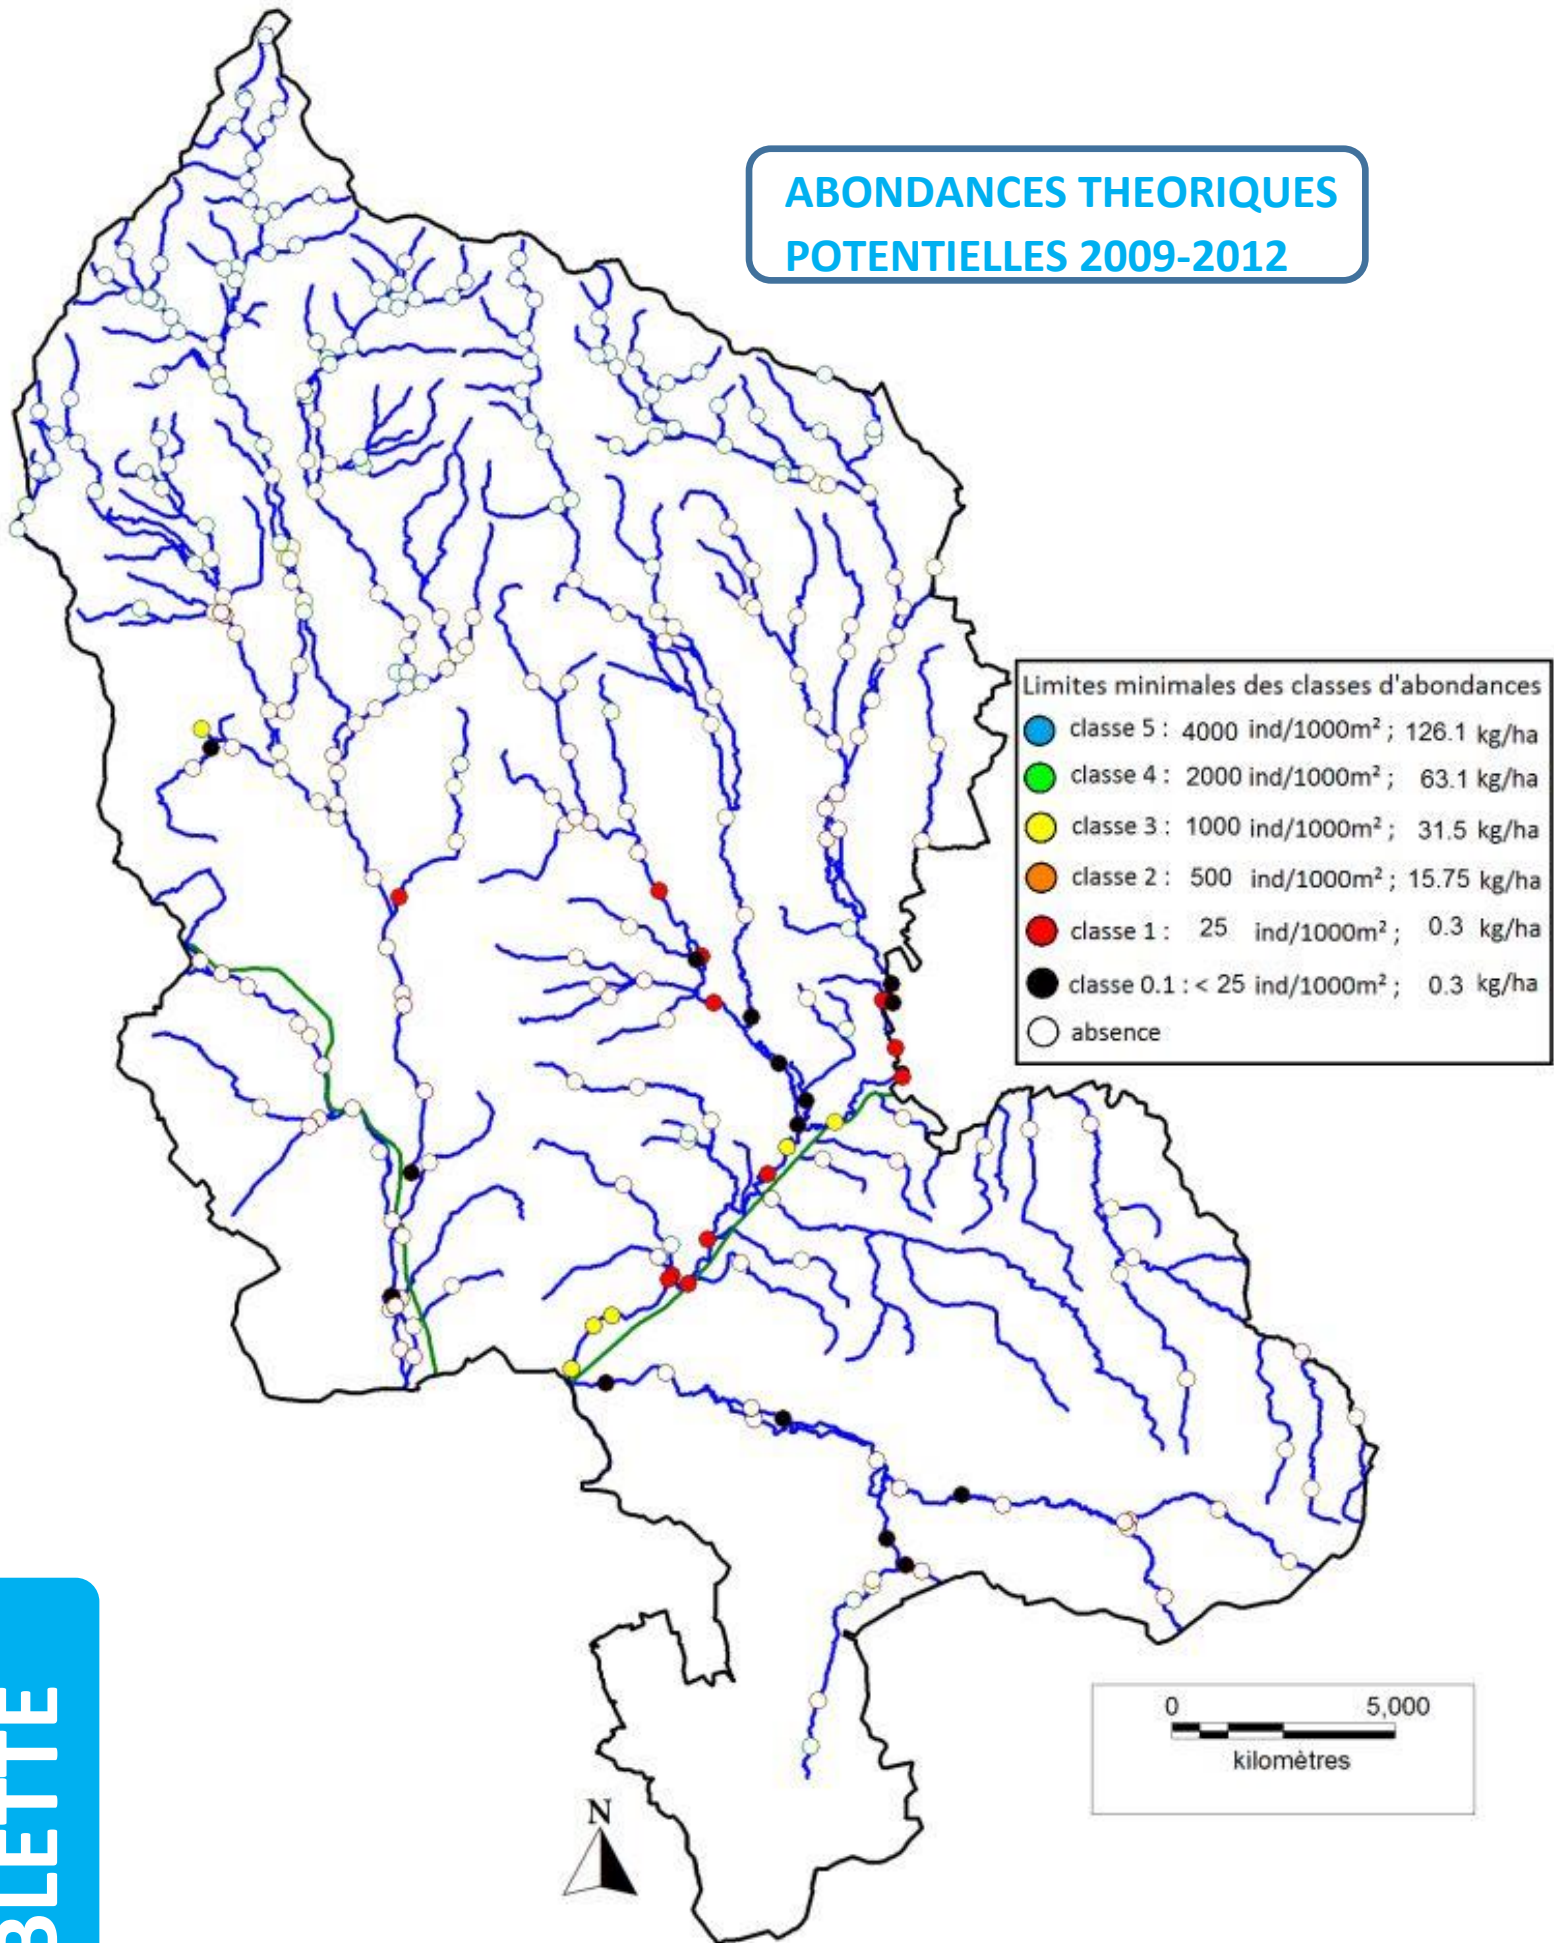 ABONDANCES THEORIQUES
POTENTIELLES 2009-2012
Limites minimales des classes d'abondances
classe 5 : 4000 ind/1000m² ; 126.1 kg/ha
classe 4 : 2000 ind/1000m² ; 63.1 kg/ha
classe 3 : 1000 ind/1000m² ; 31.5 kg/ha
classe 2 : 500 ind/1000m² ; 15.75 kg/ha
classe 1 : 25 ind/1000m² ; 0.3 kg/ha
classe 0.1 : < 25 ind/1000m² ; 0.3 kg/ha
absence
0 5,000
kilomètres
N
BLETTE